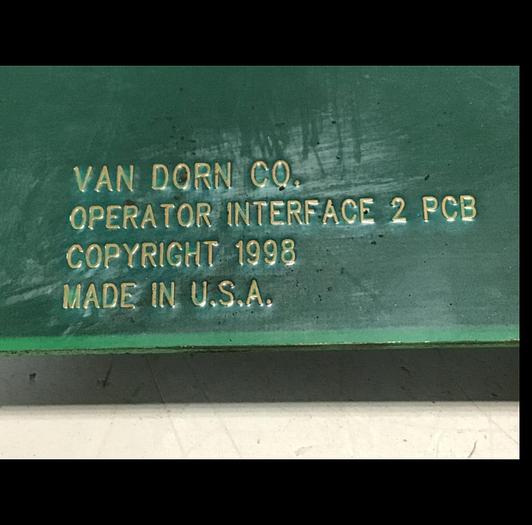 VAN DORN CO.
OPERATOR INTERFACE 2 PCB
COPYRIGHT 1998
MADE IN U.S.A.